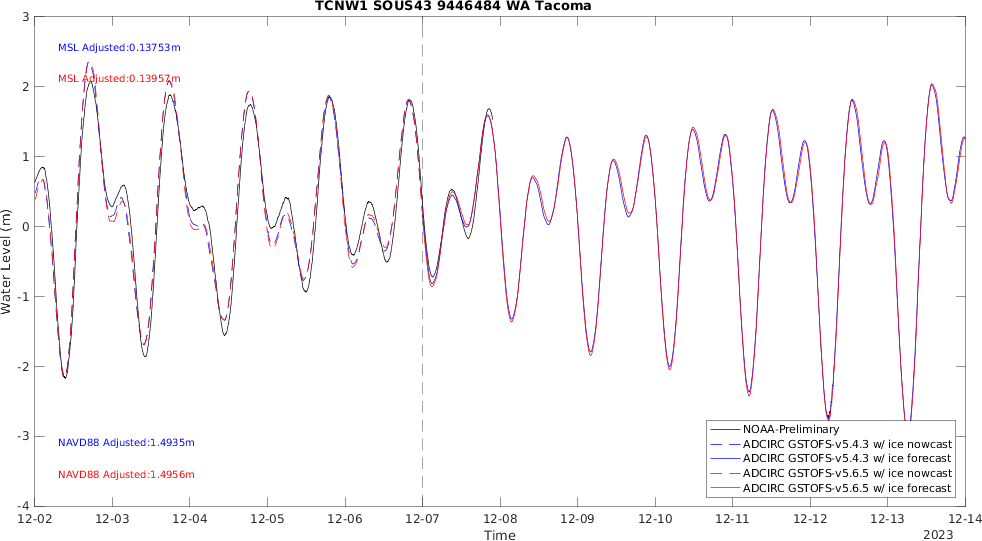 TCNW1 SOUS43 9446484 WA Tacoma
3
2
1
0
-1
-2
-3
-4
Water Level (m)
MSL Adjusted:0.13753m
MSL Adjusted:0.13957m
NAVD88 Adjusted:1.4935m
NAVD88 Adjusted:1.4956m
NOAA-Preliminary
ADCIRC GSTOFS-v5.4.3 w/ ice nowcast
ADCIRC GSTOFS-v5.4.3 w/ ice forecast
ADCIRC GSTOFS-v5.6.5 w/ ice nowcast
ADCIRC GSTOFS-v5.6.5 w/ ice forecast
12-02 12-03 12-04 12-05 12-06 12-07 12-08 12-09 12-10 12-11 12-12 12-13 12-14
Time
2023